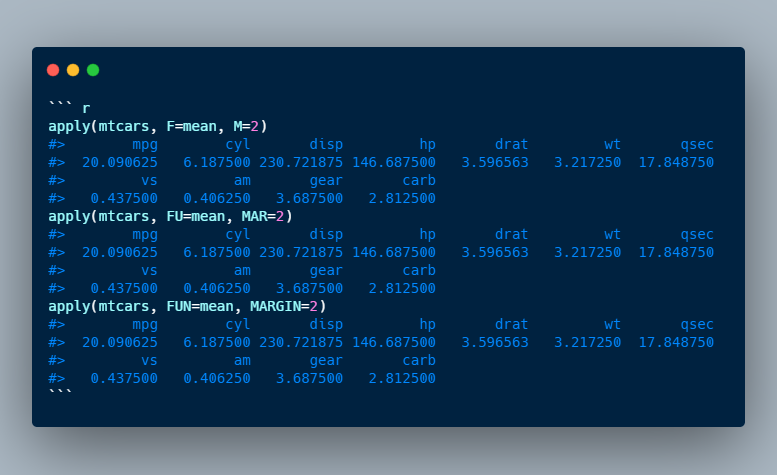 ``` r
apply(mtcars, F=mean, M=2)
#>        mpg        cyl       disp         hp       drat         wt       qsec
#>  20.090625   6.187500 230.721875 146.687500   3.596563   3.217250  17.848750
#>         vs         am       gear       carb
#>   0.437500   0.406250   3.687500   2.812500
apply(mtcars, FU=mean, MAR=2)
#>        mpg        cyl       disp         hp       drat         wt       qsec
#>  20.090625   6.187500 230.721875 146.687500   3.596563   3.217250  17.848750
#>         vs         am       gear       carb
#>   0.437500   0.406250   3.687500   2.812500
apply(mtcars, FUN=mean, MARGIN=2)
#>        mpg        cyl       disp         hp       drat         wt       qsec
#>  20.090625   6.187500 230.721875 146.687500   3.596563   3.217250  17.848750
#>         vs         am       gear       carb
#>   0.437500   0.406250   3.687500   2.812500
```